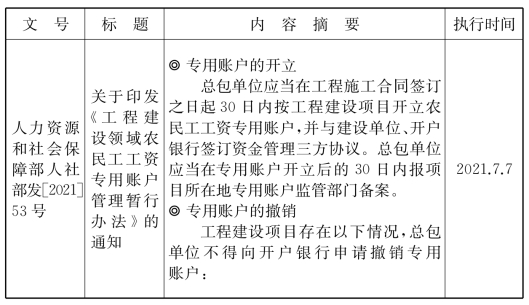 文 号 标 题 内 容 摘 要 执行时间
人力资源
和社会保
障部人社
部发[2021]
53 号
关于印发
《工程建
设领域农
民工工资
专用账户
管理暂行
办法》的
通知
◎ 专用账户的开立
总包单位应当在工程施工合同签订
之日起 30 日内按工程建设项目开立农
民工工资专用账户，并与建设单位、开户
银行签订资金管理三方协议。总包单位
应当在专用账户开立后的 30 日内报项
目所在地专用账户监管部门备案。
◎ 专用账户的撤销
工程建设项目存在以下情况，总包
单位不得向开户银行申请撤销专用
账户：
2021.7.7